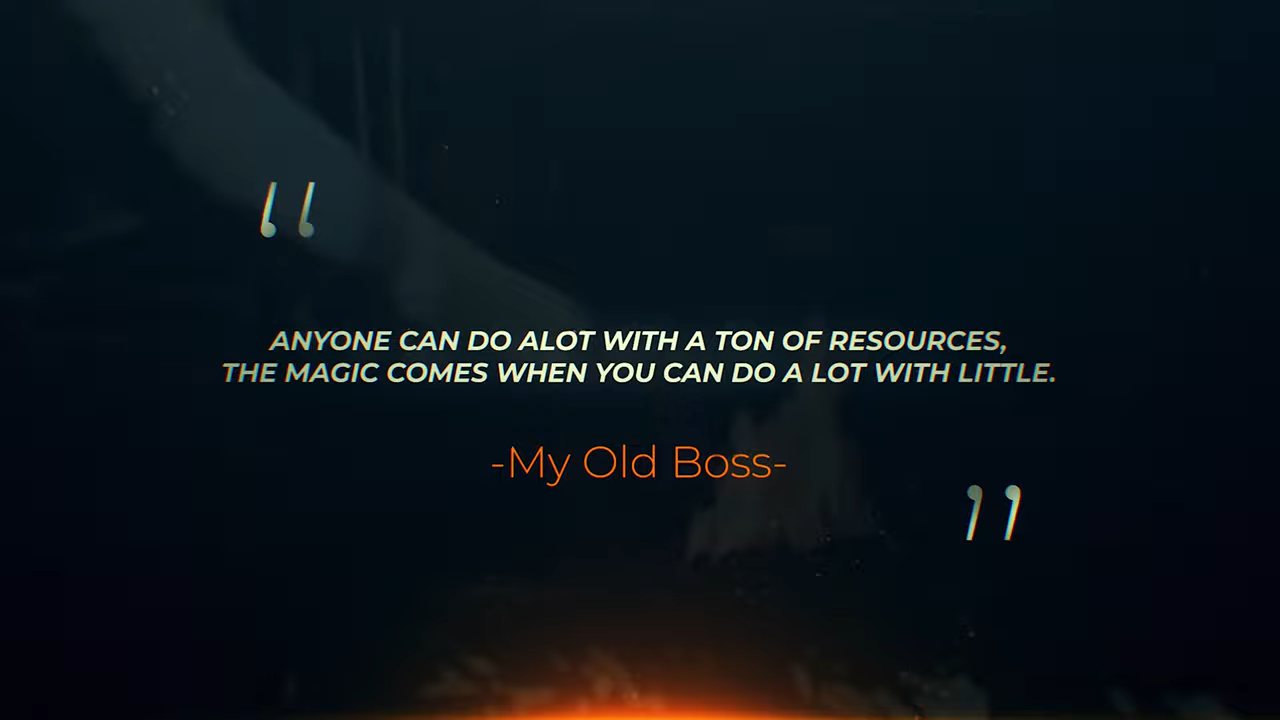 “
ANYONE CAN DO ALOT WITH A TON OF RESOURCES,
THE MAGIC COMES WHEN YOU CAN DO A LOT WITH LITTLE.
-My Old Boss-
”